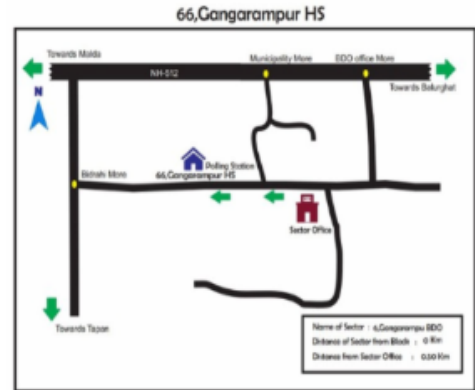 66,Gangarampur HS
Towards Malda
Municipality More
BDO office More
NH-512
Towards Balurghat
N
Polling Station
66,Gangarampur HS
Bidrahi More
Sector Office
Towards Tapan
Name of Sector : 6,Gangarampu BDO
Distance of Sector from Block : 0 Km
Distance from Sector Office : 0.50 Km